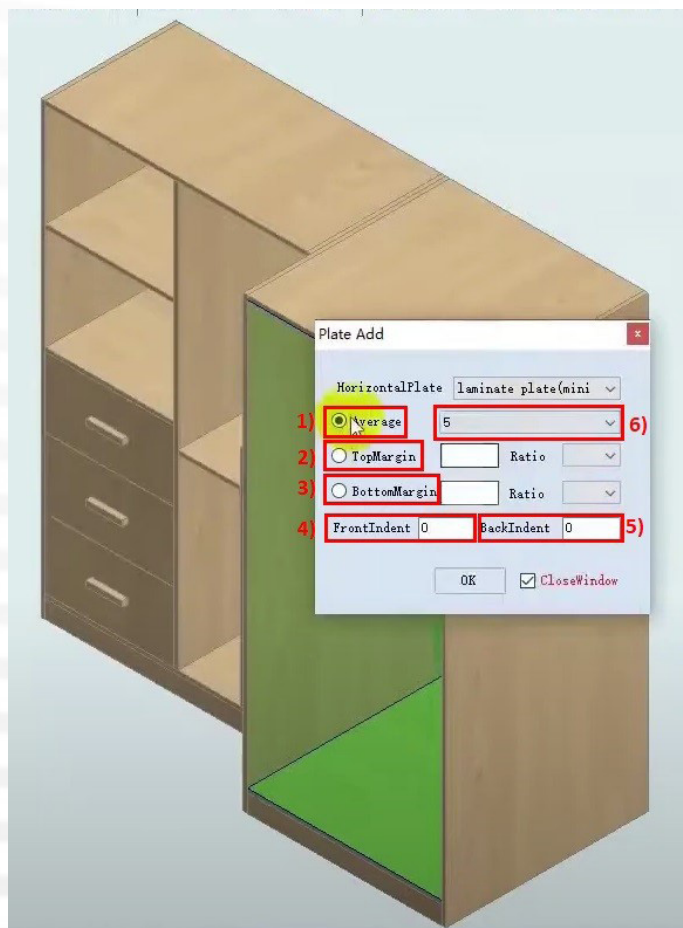 Plate Add x
HorizontalPlate laminate plate(mini
1) Average 5 6)
2) TopMargin Ratio
3) BottomMargin Ratio
4) FrontIndent 0 BackIndent 0 5)
OK CloseWindow